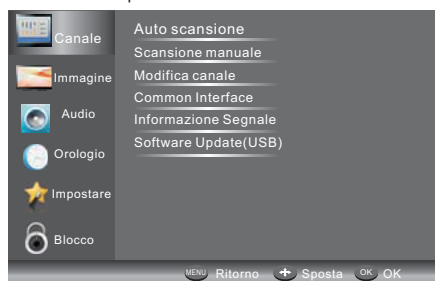 Canale
Immagine
Audio
Orologio
Impostare
Blocco
Auto scansione
Scansione manuale
Modifica canale
Common Interface
Informazione Segnale
Software Update(USB)
MENU Ritorno Sposta OK OK